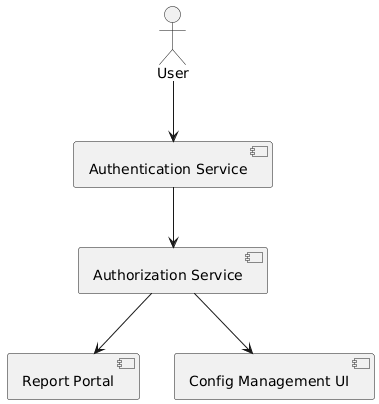 User
Authentication Service
Authorization Service
Report Portal
Config Management UI